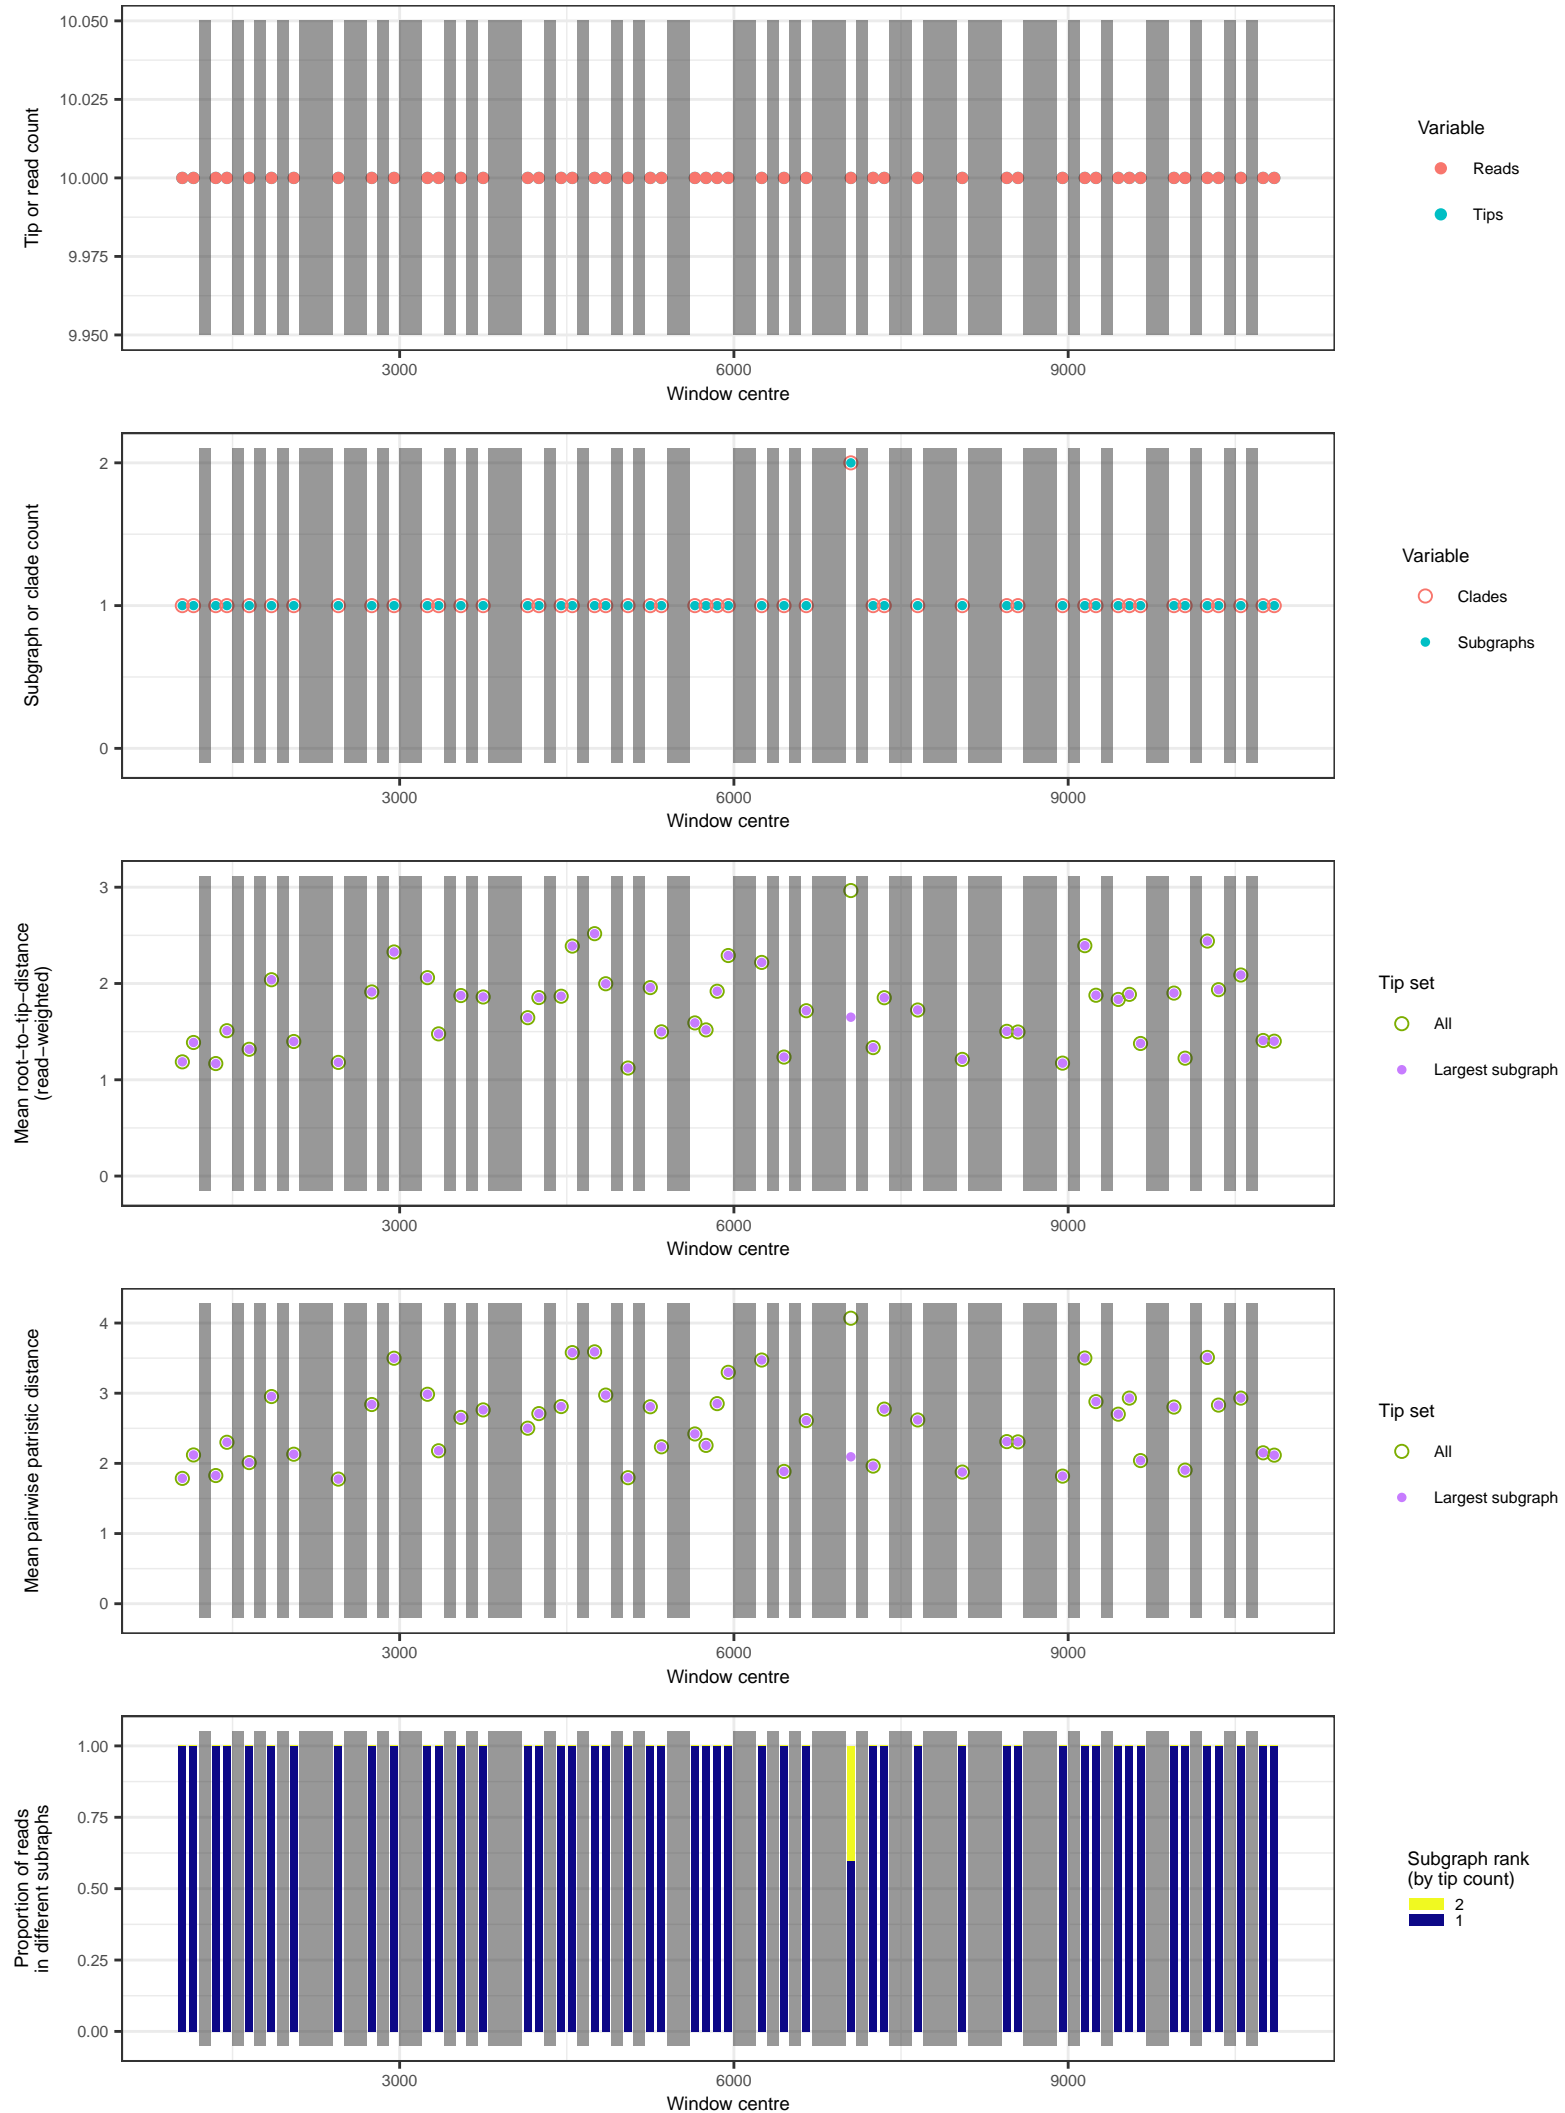 10.050
10.025
10.000
9.975
9.950
Tip or read count
3000
6000
9000
Window centre
Variable
Reads
Tips
2
1
0
Subgraph or clade count
3000
6000
9000
Window centre
Variable
Clades
Subgraphs
3
2
1
0
Mean root−to−tip−distance
(read−weighted)
3000
6000
9000
Window centre
Tip set
All
Largest subgraph
4
3
2
1
0
Mean pairwise patristic distance
3000
6000
9000
Window centre
Tip set
All
Largest subgraph
1.00
0.75
0.50
0.25
0.00
Proportion of reads
in different subraphs
3000
6000
9000
Window centre
Subgraph rank
(by tip count)
2
1